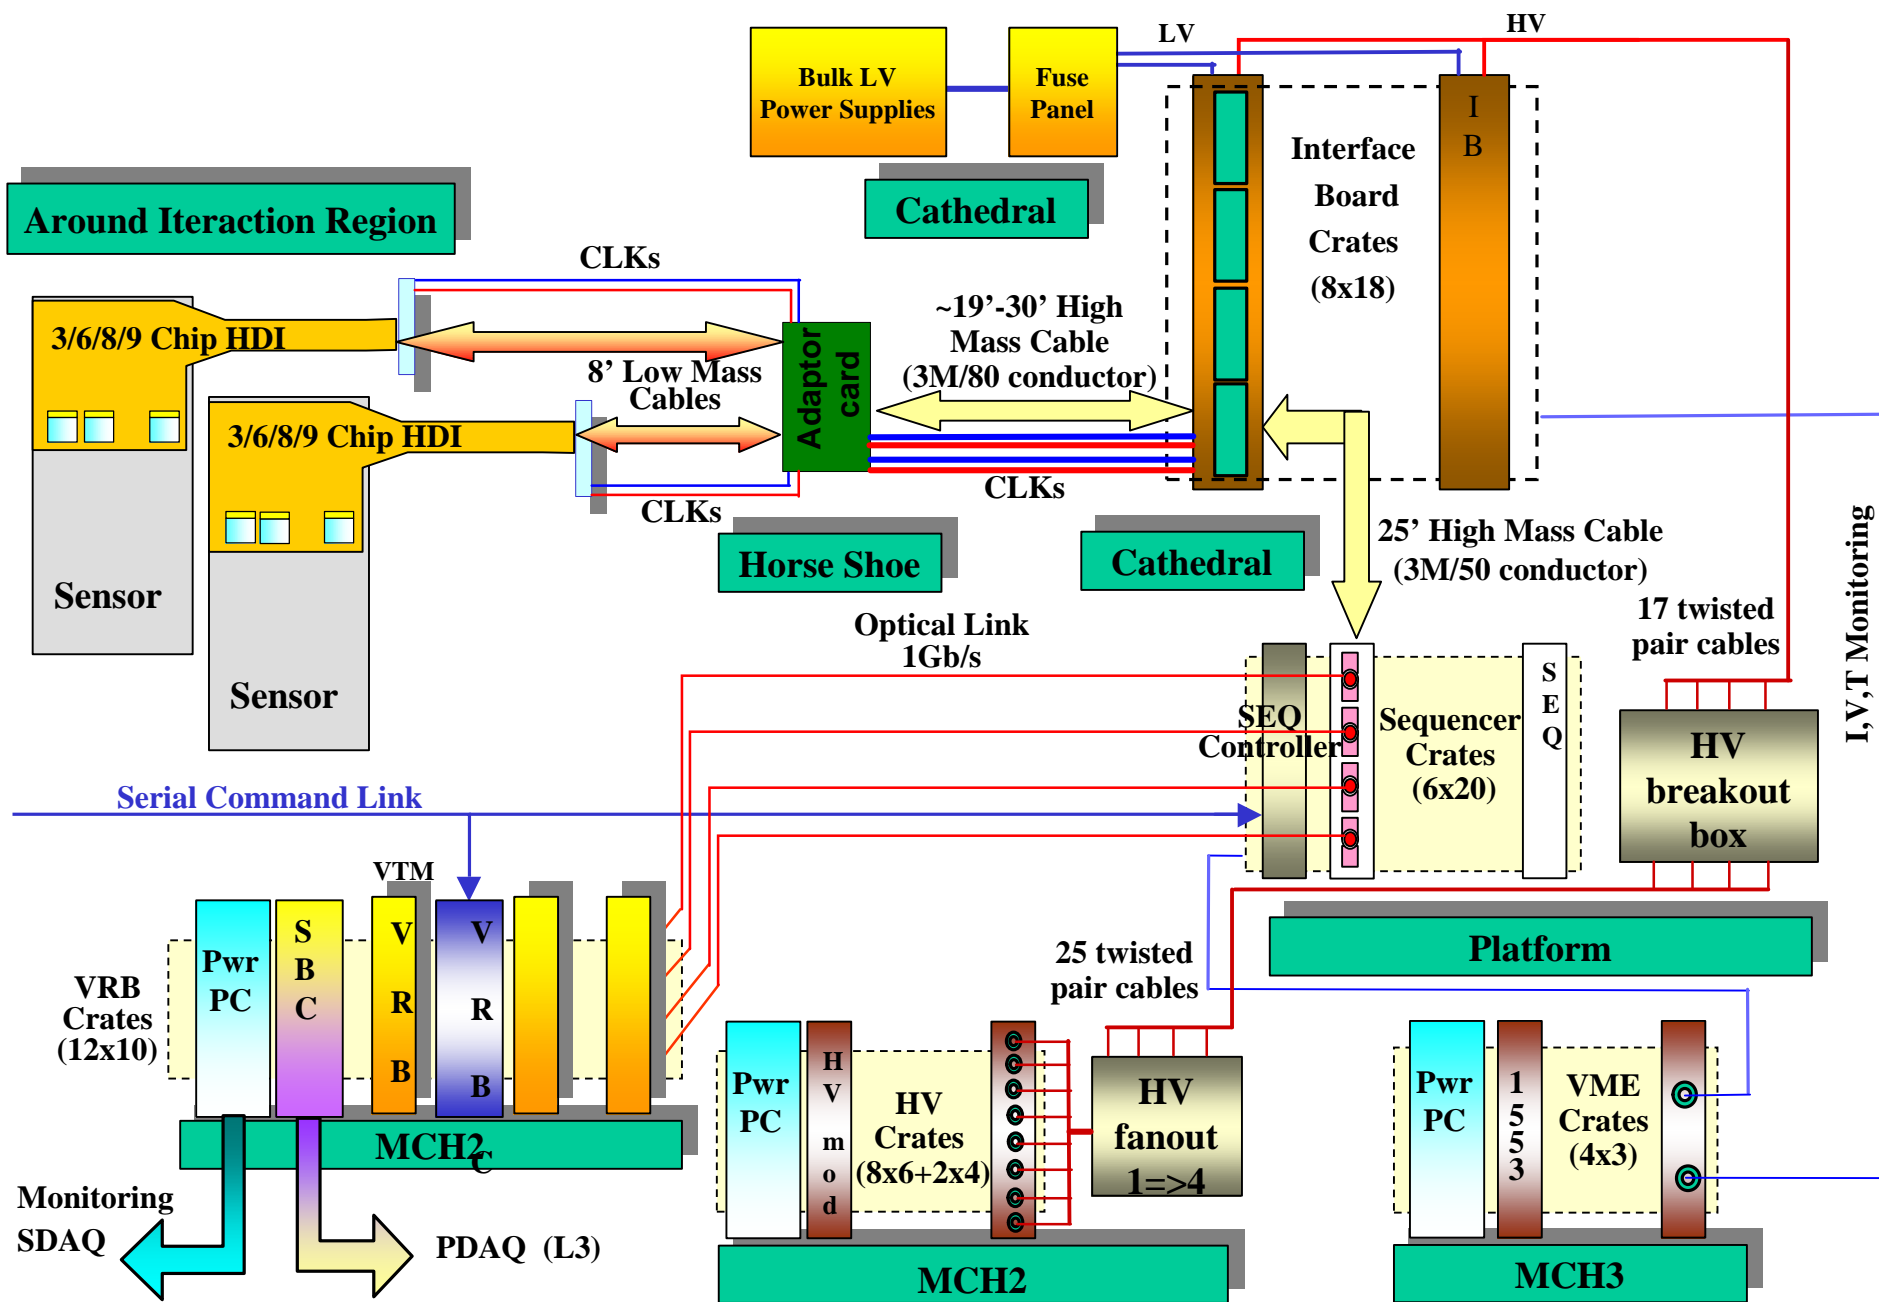 LV
HV
Bulk LV
Power Supplies
Fuse
Panel
I
B
Interface
Board
Crates
(8x18)
Cathedral
Around Iteraction Region
CLKs
~19'-30' High
Mass Cable
(3M/80 conductor)
3/6/8/9 Chip HDI
8' Low Mass
Cables
Adaptor
card
3/6/8/9 Chip HDI
CLKs
CLKs
Sensor
Sensor
Horse Shoe
Cathedral
25' High Mass Cable
(3M/50 conductor)
I,V,T Monitoring
17 twisted
pair cables
Optical Link
1Gb/s
SEQ
Controller
Sequencer
Crates
(6x20)
S
E
Q
HV
breakout
box
Serial Command Link
VTM
Platform
VRB
Crates
(12x10)
Pwr
PC
S
B
C
V
R
B
V
R
B
C
MCH2
25 twisted
pair cables
Pwr
PC
H
V
m
o
d
HV
Crates
(8x6+2x4)
HV
fanout
1=>4
Pwr
PC
1
5
5
3
VME
Crates
(4x3)
Monitoring
SDAQ
PDAQ (L3)
MCH2
MCH3